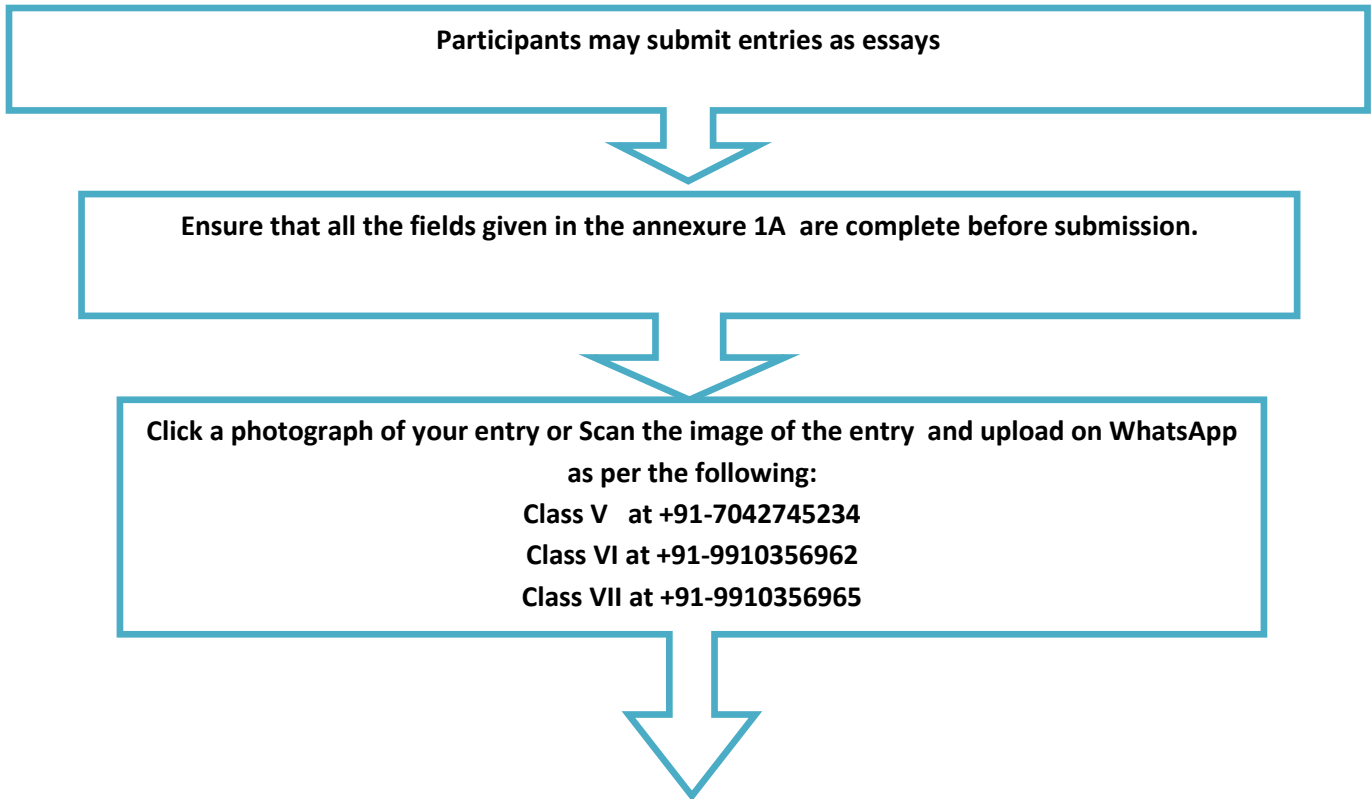 Participants may submit entries as essays
Ensure that all the fields given in the annexure 1A  are complete before submission.
Click a photograph of your entry or Scan the image of the entry  and upload on WhatsApp
as per the following:
Class V   at +91-7042745234
Class VI at +91-9910356962
Class VII at +91-9910356965